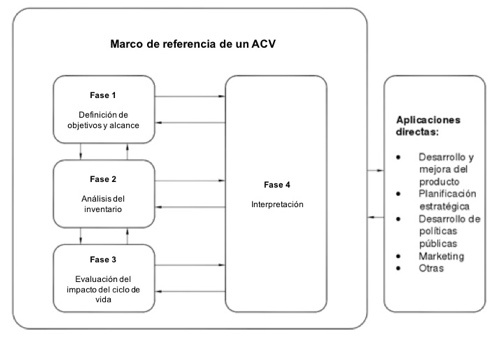 Marco de referencia de un ACV
Fase 1
Definición de
objetivos y alcance
Fase 2
Análisis del
inventario
Fase 3
Evaluación del
impacto del ciclo de
vida
Fase 4
Interpretación
Aplicaciones
directas:
• Desarrollo y
mejora del
producto
• Planificación
estratégica
• Desarrollo de
políticas
públicas
• Marketing
• Otras